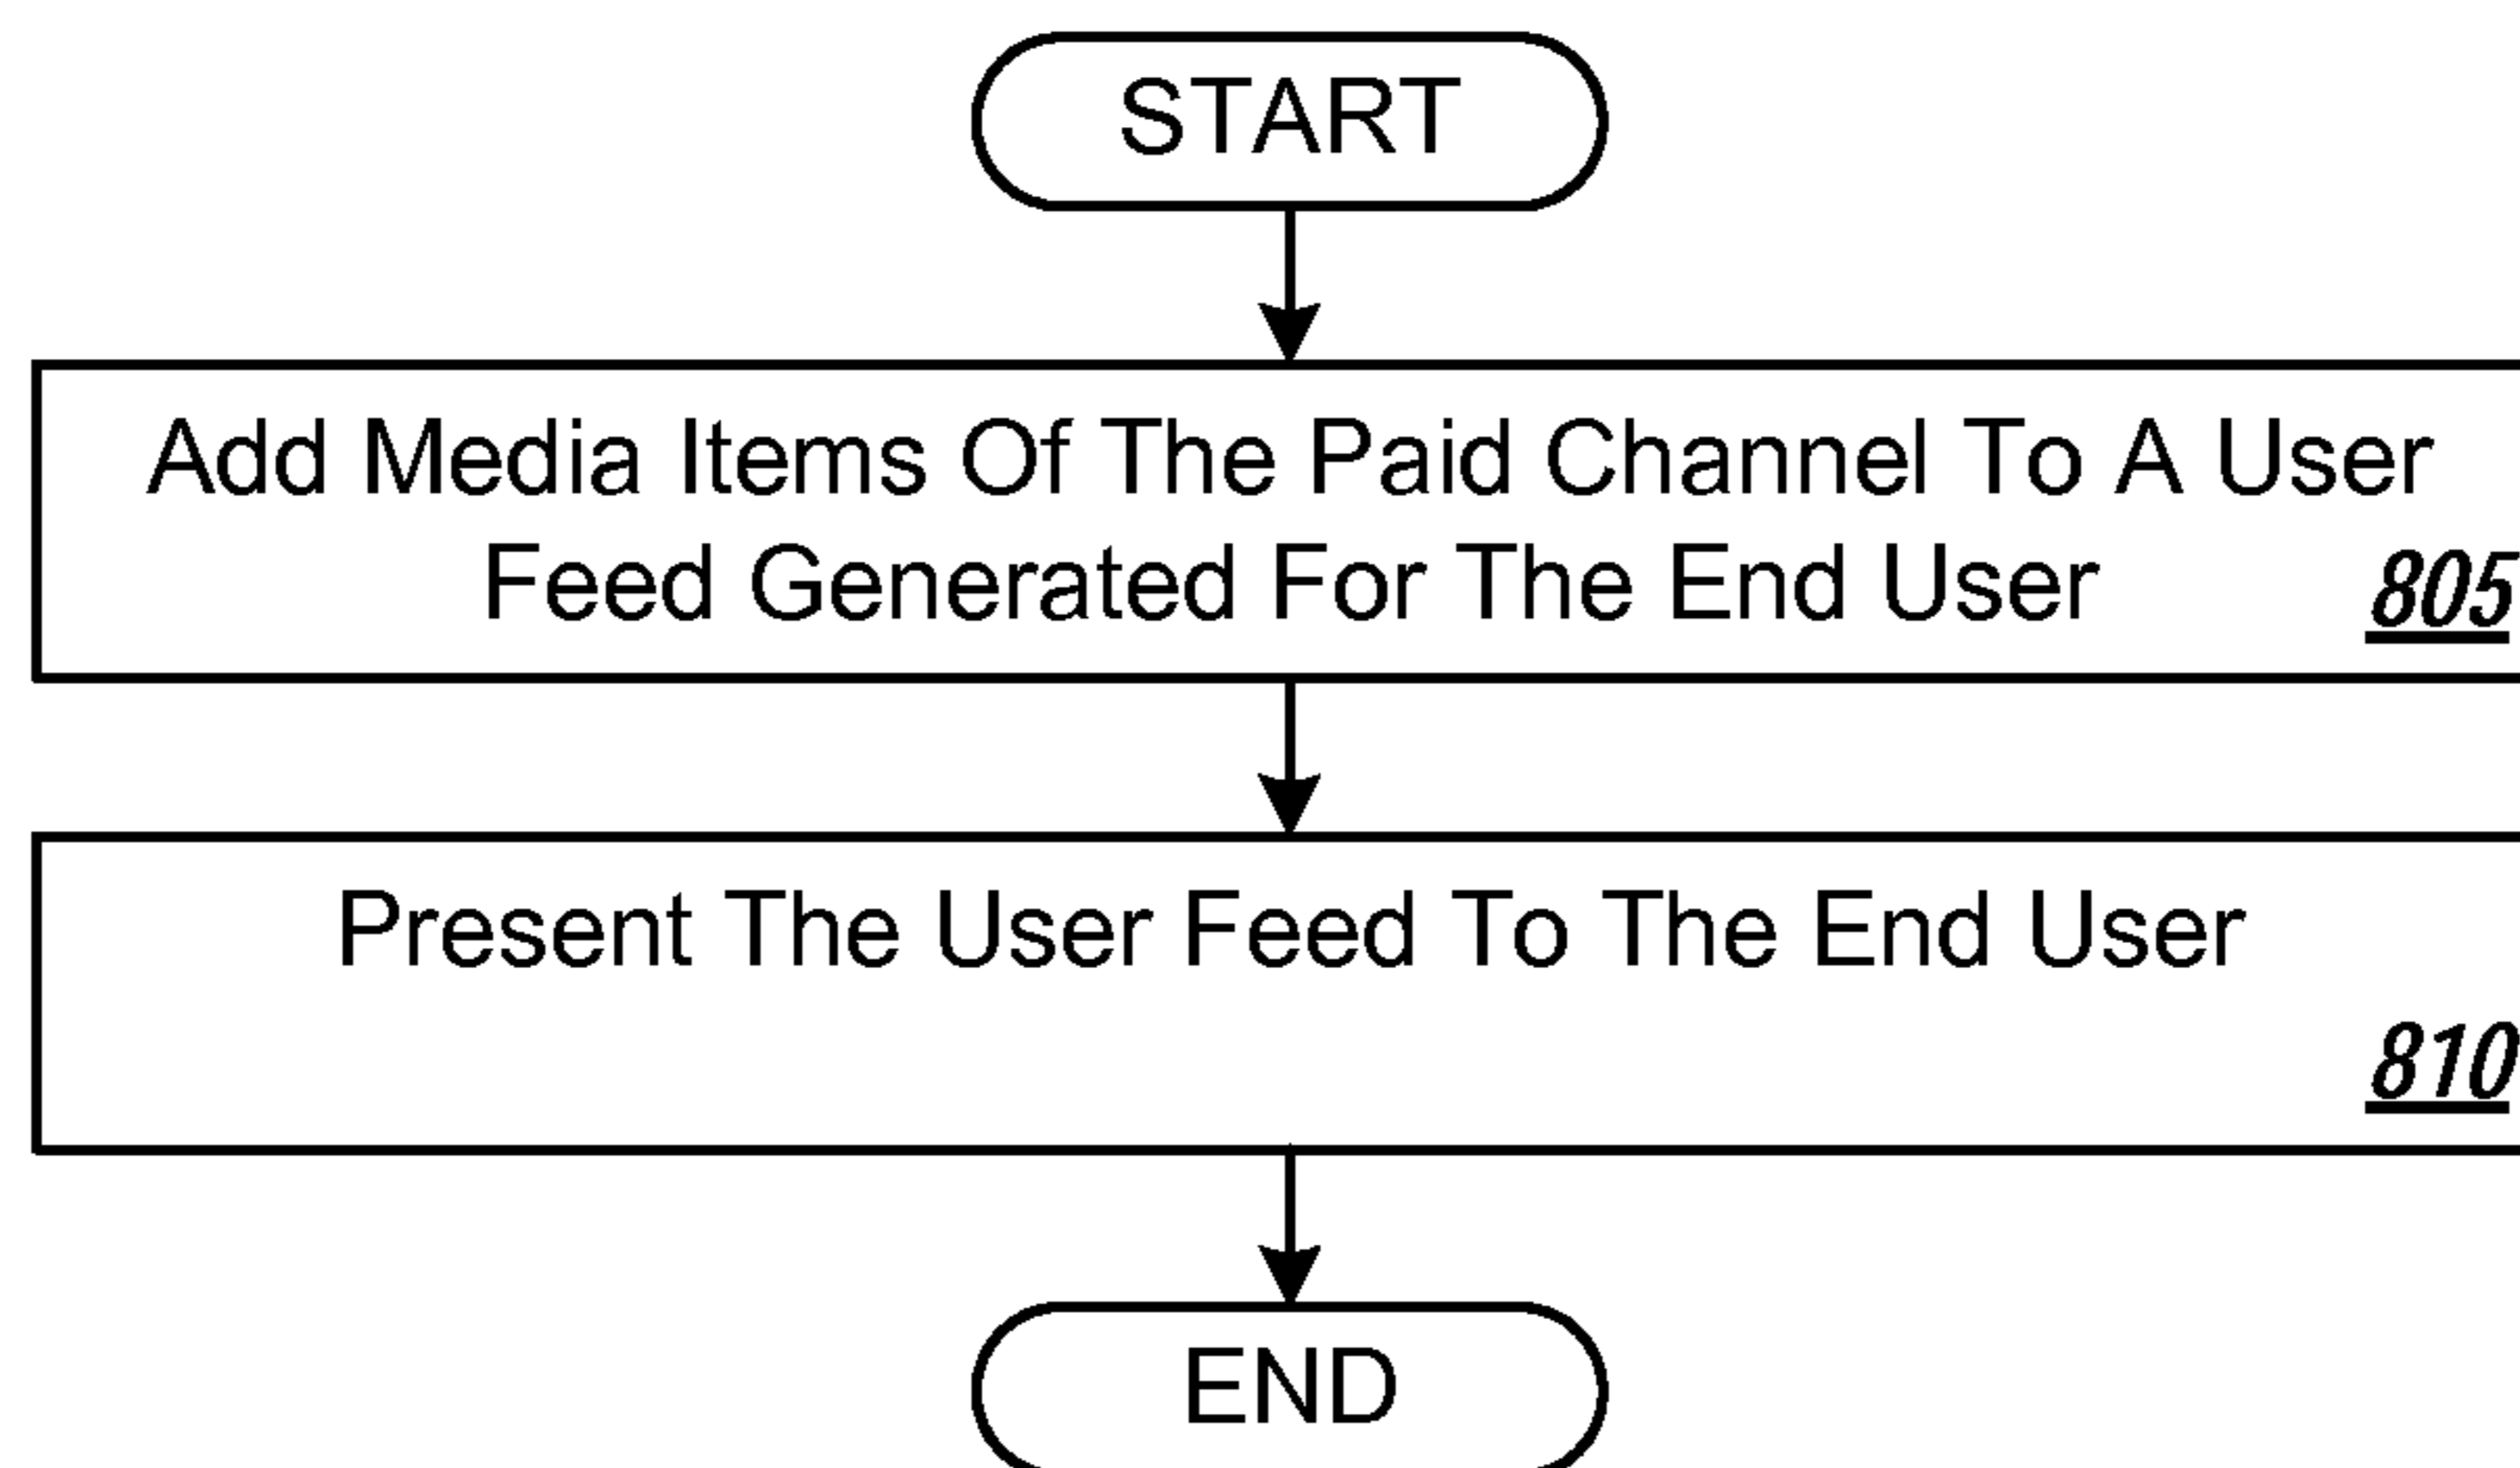 START
Add Media Items Of The Paid Channel To A User
Feed Generated For The End User
805
Present The User Feed To The End User
810
END